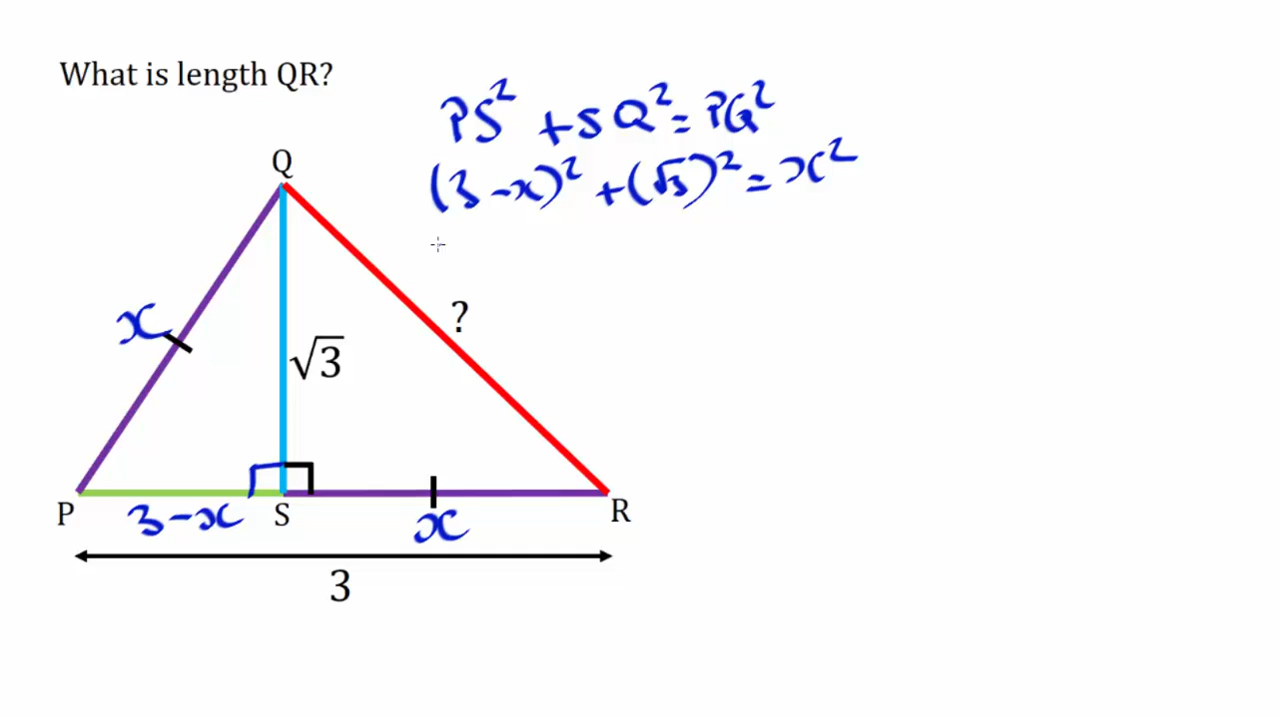 What is length QR?
PS² + SQ² = PQ²
(3 - x)² + (√3)² = x²
Q
x
?
√3
P
3 - x
S
x
R
3